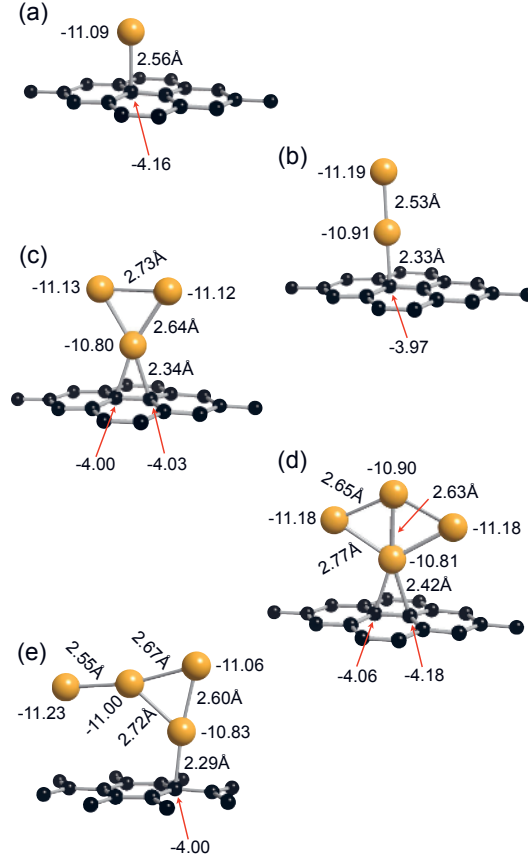 (a)
-11.09
2.56Å
-4.16
(b)
-11.19
2.53Å
-10.91
2.33Å
-3.97
(c)
2.73Å
-11.13
-11.12
2.64Å
-10.80
2.34Å
-4.00
-4.03
(d)
-10.90
2.65Å
2.63Å
-11.18
-11.18
2.77Å
-10.81
2.42Å
-4.06
-4.18
(e)
2.55Å
2.67Å
-11.06
-11.23
-11.00
2.60Å
2.72Å
-10.83
2.29Å
-4.00